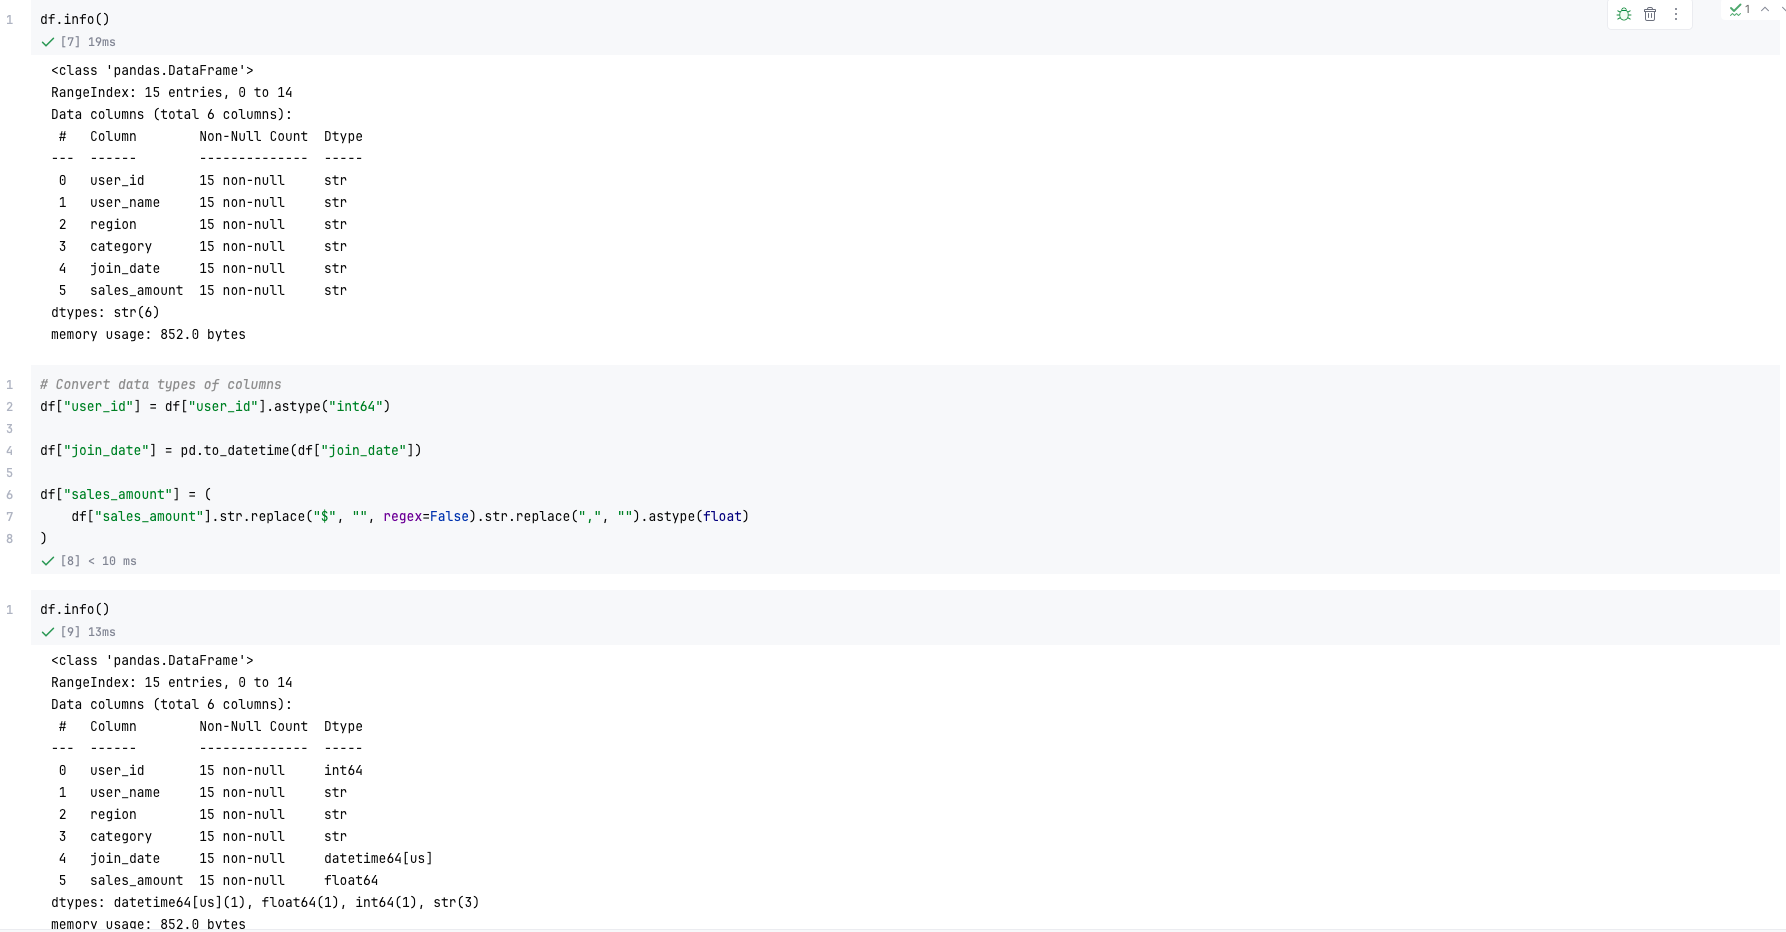 1 df.info()
1
[7] 19ms
<class 'pandas.DataFrame'>
RangeIndex: 15 entries, 0 to 14
Data columns (total 6 columns):
 #   Column        Non-Null Count  Dtype
---  ------        --------------  -----
 0   user_id       15 non-null     str
 1   user_name     15 non-null     str
 2   region        15 non-null     str
 3   category      15 non-null     str
 4   join_date     15 non-null     str
 5   sales_amount  15 non-null     str
dtypes: str(6)
memory usage: 852.0 bytes
1 # Convert data types of columns
2 df["user_id"] = df["user_id"].astype("int64")
3
4 df["join_date"] = pd.to_datetime(df["join_date"])
5
6 df["sales_amount"] = (
7     df["sales_amount"].str.replace("$", "", regex=False).str.replace(",", "").astype(float)
8 )
[8] < 10 ms
1 df.info()
[9] 13ms
<class 'pandas.DataFrame'>
RangeIndex: 15 entries, 0 to 14
Data columns (total 6 columns):
 #   Column        Non-Null Count  Dtype
---  ------        --------------  -----
 0   user_id       15 non-null     int64
 1   user_name     15 non-null     str
 2   region        15 non-null     str
 3   category      15 non-null     str
 4   join_date     15 non-null     datetime64[us]
 5   sales_amount  15 non-null     float64
dtypes: datetime64[us](1), float64(1), int64(1), str(3)
memory usage: 852.0 bytes